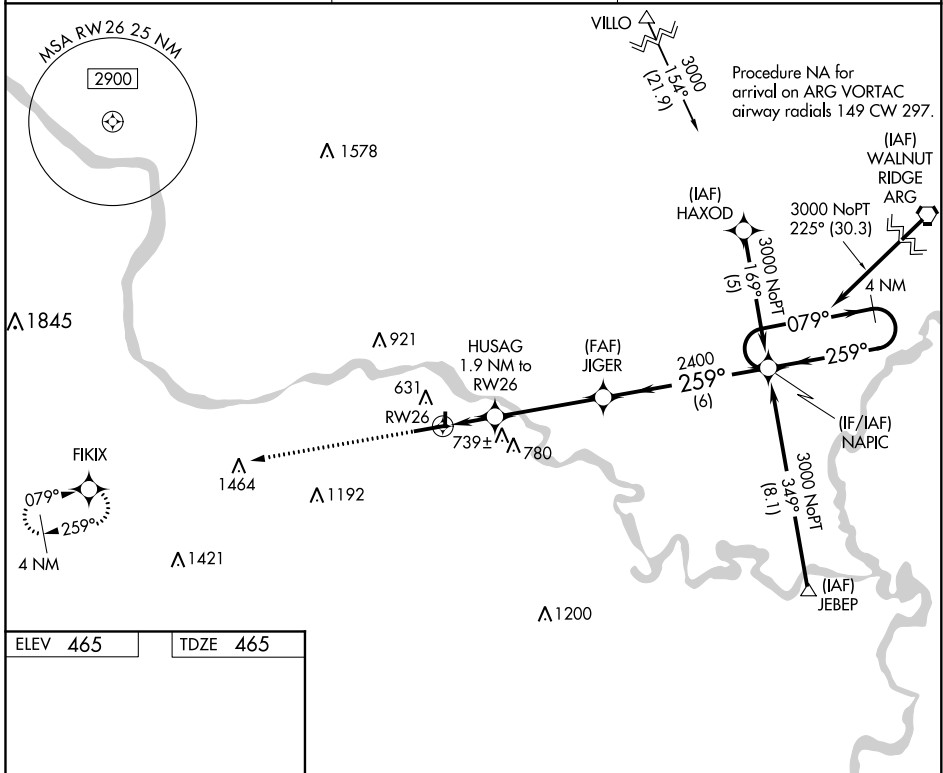 MSA RW26 25 NM
2900
VILLO
3000
154°
(21.9)
Procedure NA for
arrival on ARG VORTAC
airway radials 149 CW 297.
(IAF)
WALNUT
RIDGE
ARG
1578
(IAF)
HAXOD
3000 NoPT
225° (30.3)
3000 NoPT
169°
(5)
4 NM
079°
1845
921
HUSAG
1.9 NM to
RW26
(FAF)
JIGER
2400
259°
(6)
259°
631
RW26
(IF/IAF)
NAPIC
739±
780
FIKIX
1464
079°
259°
4 NM
1192
3000 NoPT
349°
(8.1)
1421
(IAF)
JEBEP
1200
ELEV 465
TDZE 465